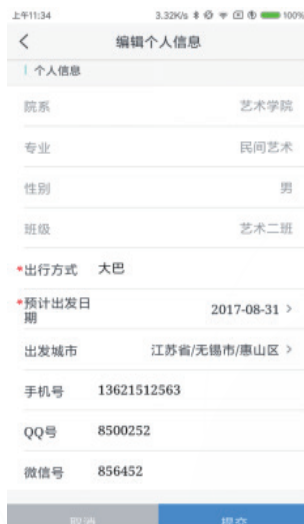 上午11:34 3.32K/s 100%
编辑个人信息
个人信息
院系 艺术学院
专业 民间艺术
性别 男
班级 艺术二班
*出行方式 大巴
*预计出发日期 2017-08-31 >
出发城市 江苏省/无锡市/惠山区 >
手机号 13621512563
QQ号 8500252
微信号 856452
取消 提交